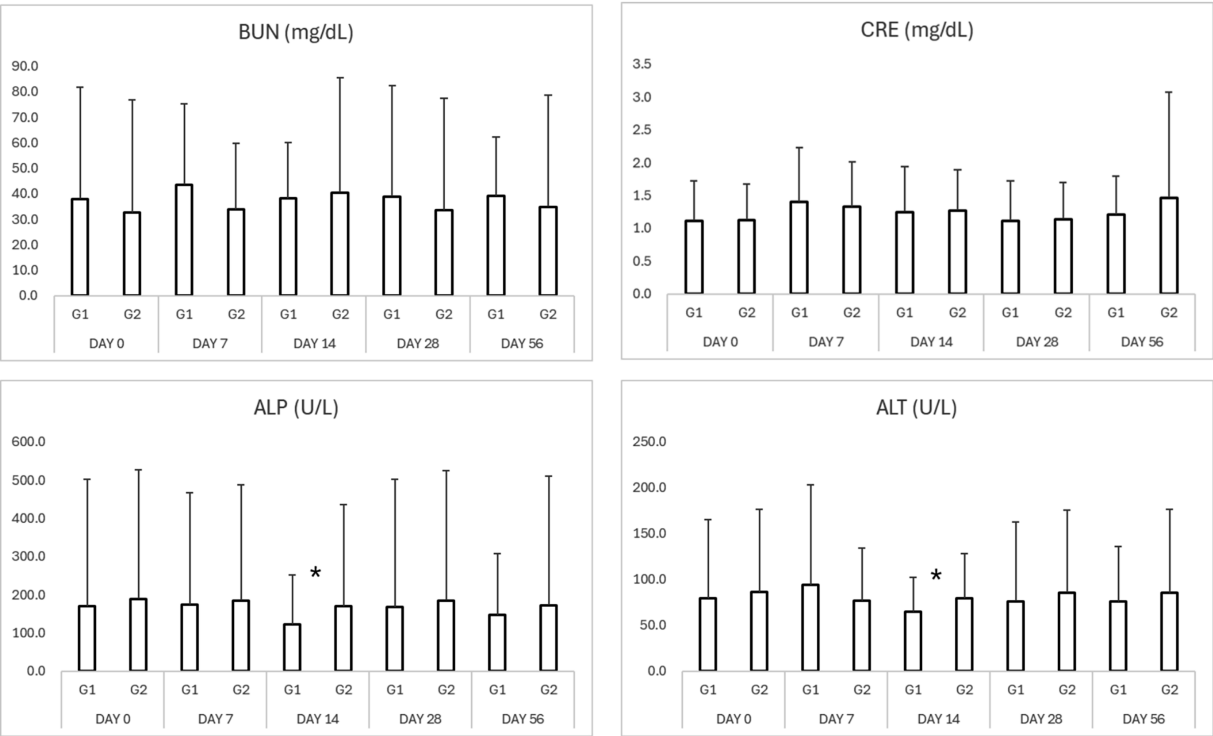 BUN (mg/dL)
90.0
80.0
70.0
60.0
50.0
40.0
30.0
20.0
10.0
0.0
G1 G2 G1 G2 G1 G2 G1 G2 G1 G2
DAY 0 DAY 7 DAY 14 DAY 28 DAY 56
CRE (mg/dL)
3.5
3.0
2.5
2.0
1.5
1.0
0.5
0.0
G1 G2 G1 G2 G1 G2 G1 G2 G1 G2
DAY 0 DAY 7 DAY 14 DAY 28 DAY 56
ALP (U/L)
600.0
500.0
400.0
300.0
*
200.0
100.0
0.0
G1 G2 G1 G2 G1 G2 G1 G2 G1 G2
DAY 0 DAY 7 DAY 14 DAY 28 DAY 56
ALT (U/L)
250.0
200.0
150.0
100.0
*
50.0
0.0
G1 G2 G1 G2 G1 G2 G1 G2 G1 G2
DAY 0 DAY 7 DAY 14 DAY 28 DAY 56